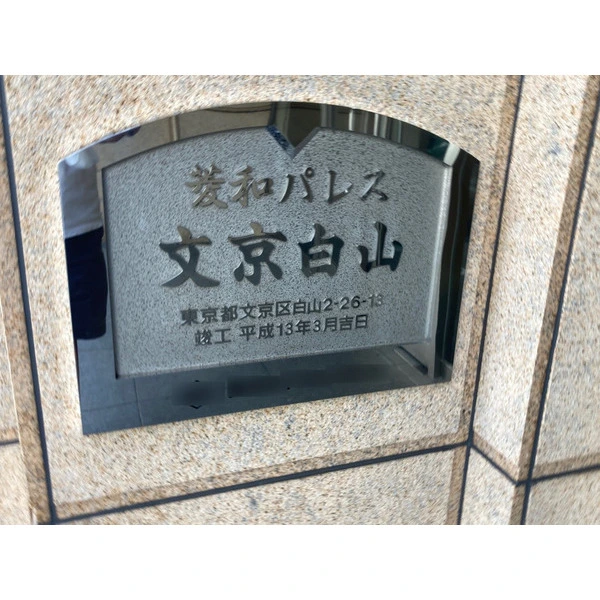 菱和パレス
文京白山
東京都文京区白山2-26-13
竣工 平成13年3月吉日